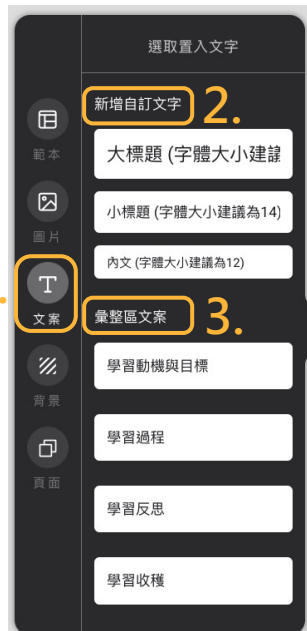 選取置入文字
新增自訂文字 2.
範本
大標題 (字體大小建議
圖片
小標題 (字體大小建議為14)
內文 (字體大小建議為12)
T
文案
彙整區文案 3.
學習動機與目標
背景
學習過程
頁面
學習反思
學習收穫